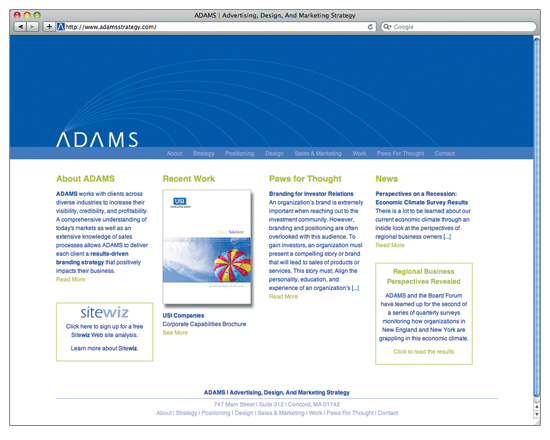 ADAMS | Advertising, Design, And Marketing Strategy
http://www.adamsstrategy.com/
Google
ADAMS
About Strategy Positioning Design Sales & Marketing Work Paws For Thought Contact
About ADAMS
ADAMS works with clients across
diverse industries to increase their
visibility, credibility, and profitability.
A comprehensive understanding of
today's markets as well as an
extensive knowledge of sales
processes allows ADAMS to deliver
each client a results-driven
branding strategy that positively
impacts their business.
Read More
sitewiz
Click here to sign up for a free
Sitewiz Web site analysis.
Learn more about Sitewiz.
Recent Work
USI
Solutions
USI Companies
Corporate Capabilities Brochure
See More
Paws for Thought
Branding for Investor Relations
An organization's brand is extremely
important when reaching out to the
investment community. However,
branding and positioning are often
overlooked with this audience. To
gain investors, an organization must
present a compelling story or brand
that will lead to sales of products or
services. This story must; Align the
personality, education, and
experience of an organization's [...]
Read More
News
Perspectives on a Recession:
Economic Climate Survey Results
There is a lot to be learned about our
current economic climate through an
inside look at the perspectives of
regional business owners [...]
Read More
Regional Business
Perspectives Revealed
ADAMS and the Board Forum
have teamed up for the second of
a series of quarterly surveys
monitoring how organizations in
New England and New York are
grappling in this economic climate.
Click to read the results
ADAMS | Advertising, Design, And Marketing Strategy
747 Main Street | Suite 312 | Concord, MA 01742
About | Strategy | Positioning | Design | Sales & Marketing | Work | Paws For Thought | Contact